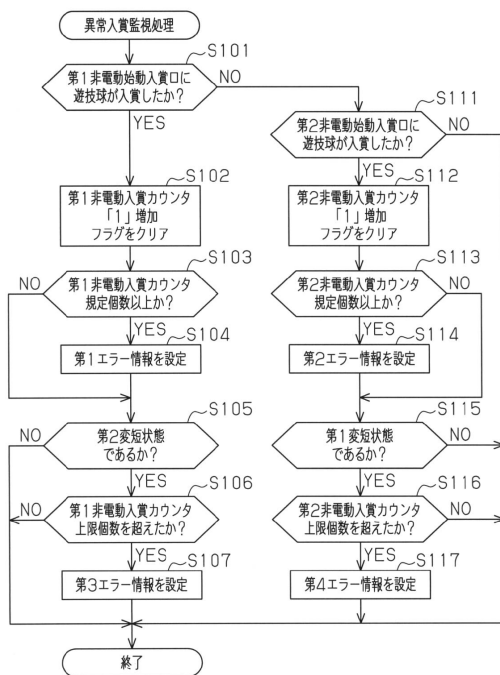 異常入賞監視処理
S101
第1非電動始動入賞口に
遊技球が入賞したか?
NO
YES
S111
第2非電動始動入賞口に
遊技球が入賞したか?
NO
YES
S102
第1非電動入賞カウンタ
「1」増加
フラグをクリア
S112
第2非電動入賞カウンタ
「1」増加
フラグをクリア
S103
NO
第1非電動入賞カウンタ
規定個数以上か?
YES
S113
第2非電動入賞カウンタ
規定個数以上か?
NO
YES
S104
第1エラー情報を設定
S114
第2エラー情報を設定
S105
NO
第2変短状態
であるか?
YES
S115
第1変短状態
であるか?
NO
YES
S106
NO
第1非電動入賞カウンタ
上限個数を超えたか?
YES
S116
第2非電動入賞カウンタ
上限個数を超えたか?
NO
YES
S107
第3エラー情報を設定
S117
第4エラー情報を設定
終了